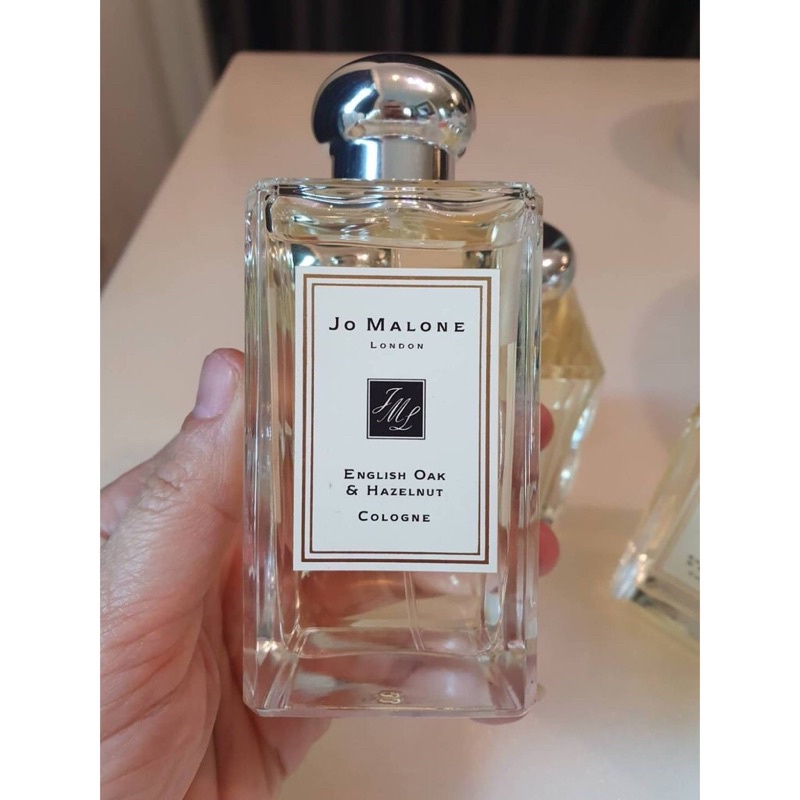 JO MALONE
LONDON
JML
ENGLISH OAK
& HAZELNUT
COLOGNE